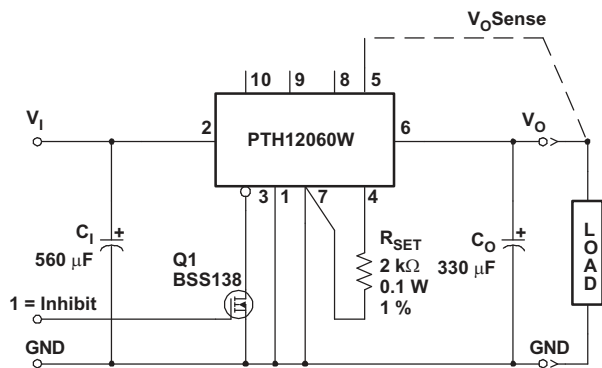 VOSense
10
9
8
5
VI
2
PTH12060W
6
VO
3
1
7
4
CI
+
560 μF
Q1
BSS138
RSET
2 kΩ
0.1 W
1 %
CO
+
330 μF
LOAD
1 = Inhibit
GND
GND